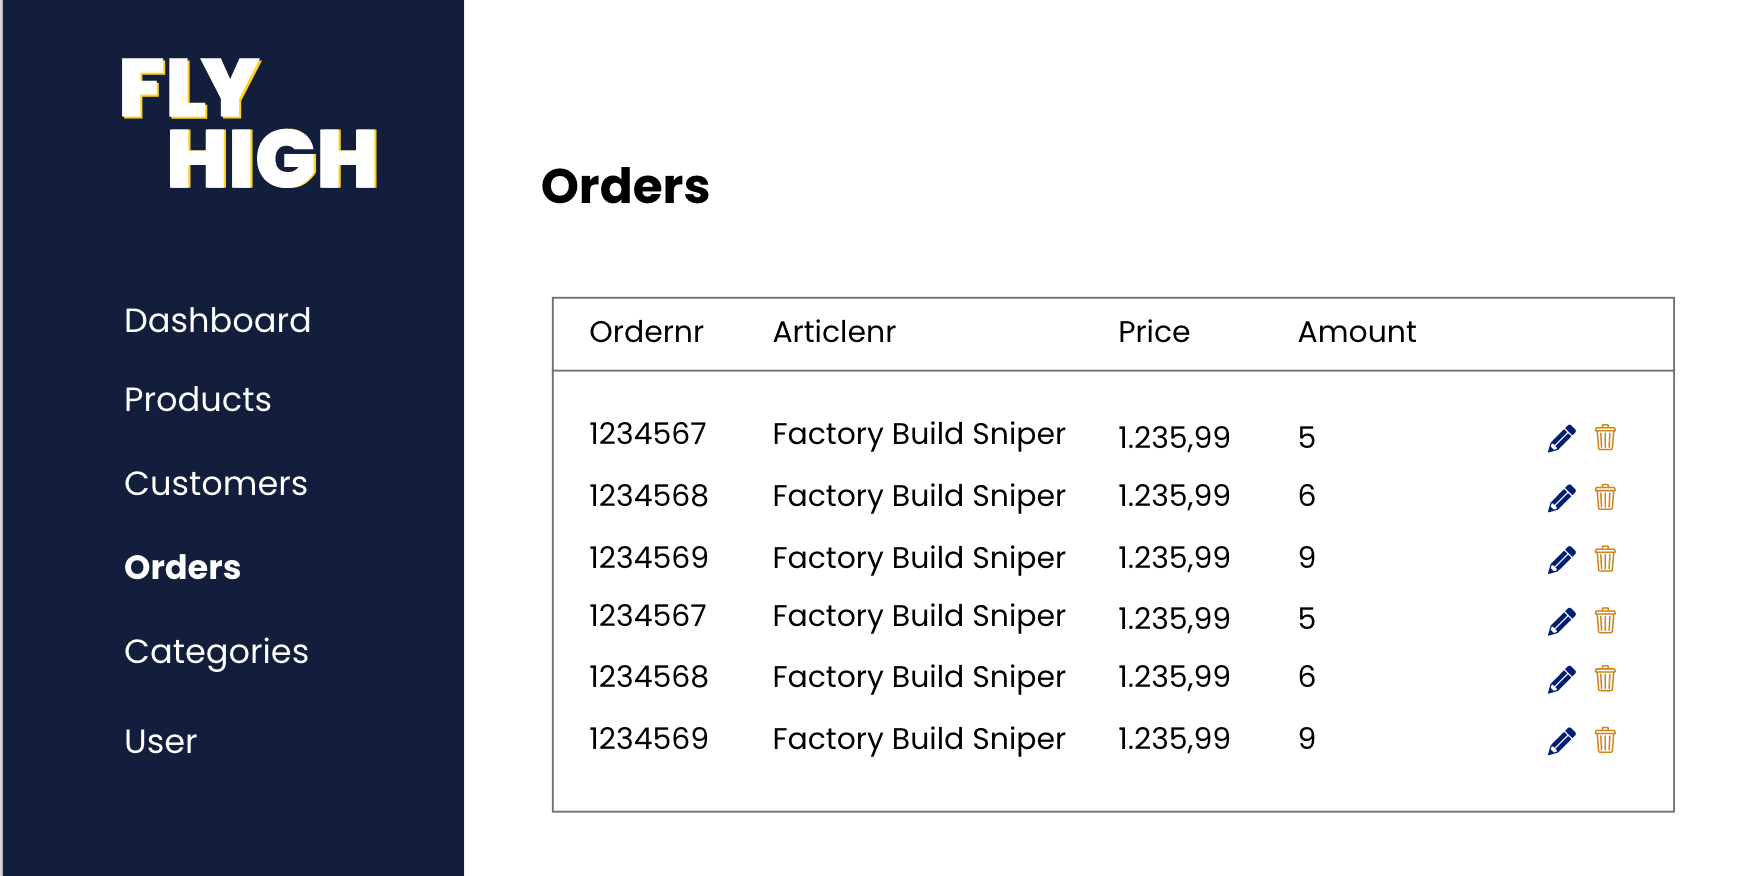 FLY
HIGH
Dashboard
Products
Customers
Orders
Categories
User
Orders
Ordernr Articlenr Price Amount
1234567 Factory Build Sniper 1.235,99 5
1234568 Factory Build Sniper 1.235,99 6
1234569 Factory Build Sniper 1.235,99 9
1234567 Factory Build Sniper 1.235,99 5
1234568 Factory Build Sniper 1.235,99 6
1234569 Factory Build Sniper 1.235,99 9